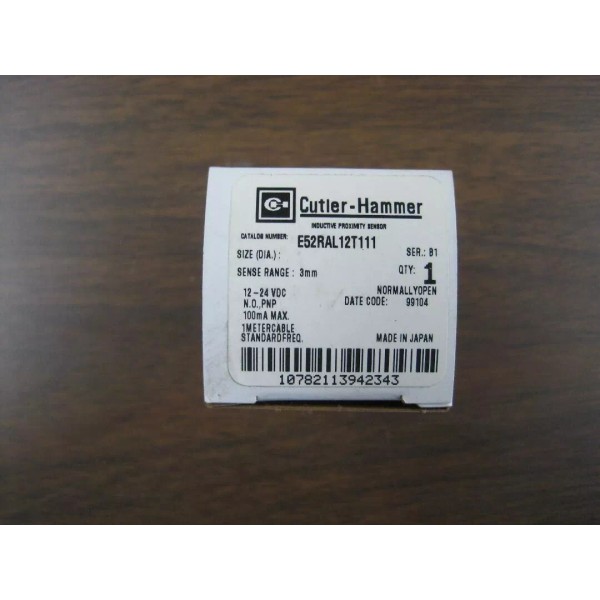 Cutler-Hammer
INDUCTIVE PROXIMITY SENSOR
CATALOG NUMBER: E52RAL12T111
SIZE (DIA.) : SER.: B1
SENSE RANGE : 3mm QTY: 1
12-24 VDC NORMALLYOPEN
N.O.,PNP DATE CODE: 99104
100mA MAX.
1METERCABLE
STANDARDFREQ. MADE IN JAPAN
10782113942343